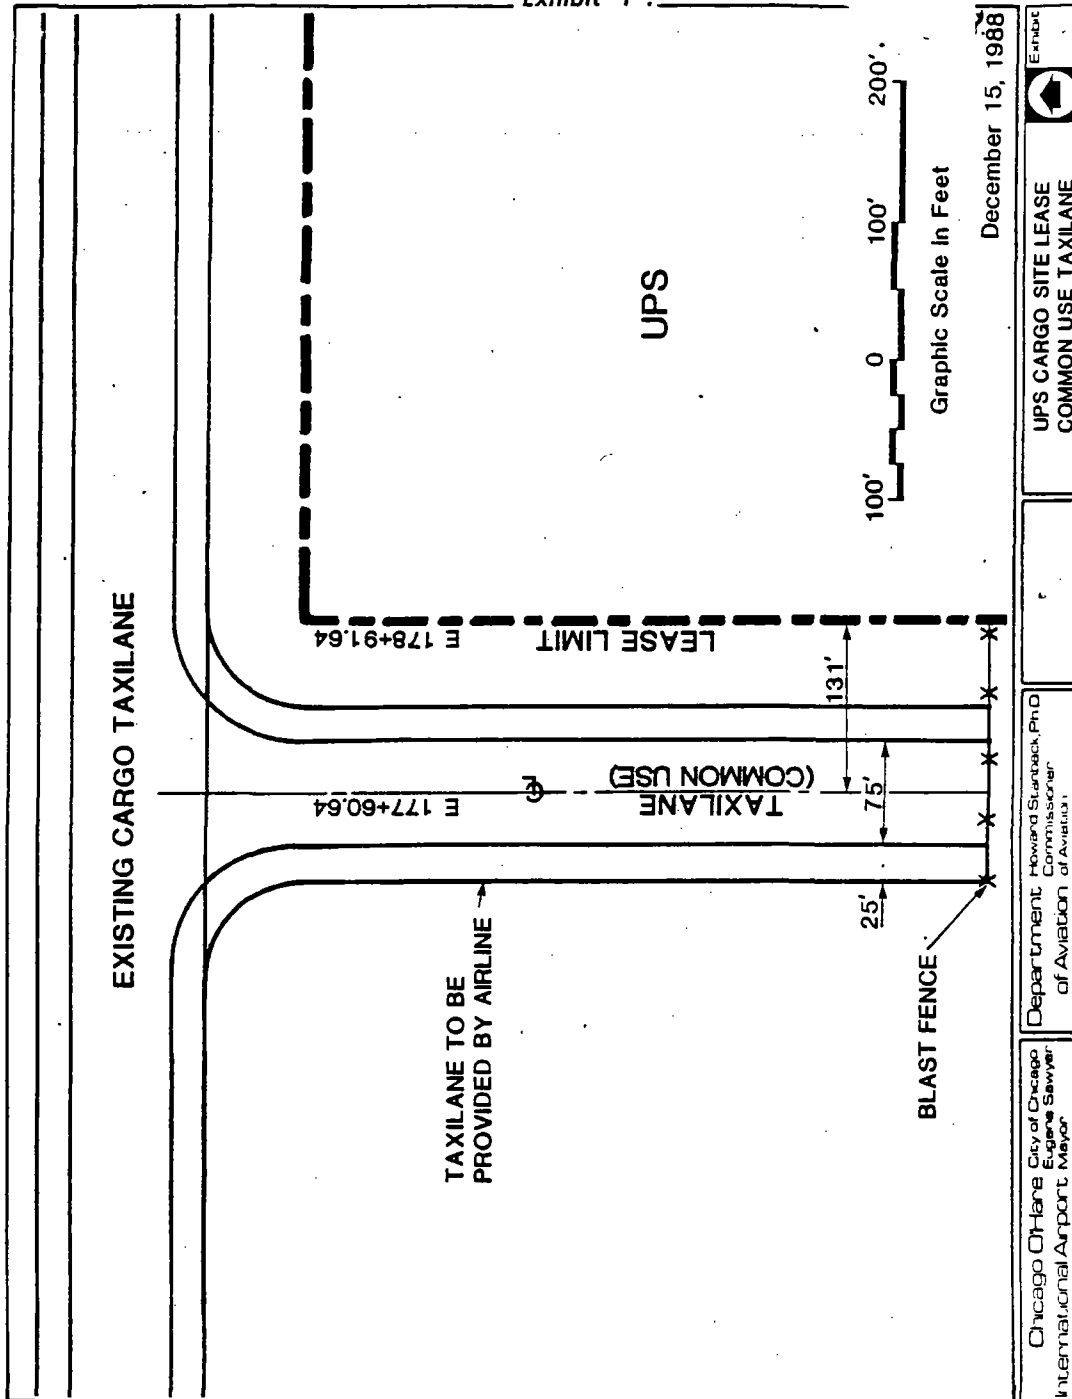 EXISTING CARGO TAXILANE
E 177+60.64
E 178+91.64
LEASE LIMIT
TAXILANE
(COMMON USE)
TAXILANE TO BE
PROVIDED BY AIRLINE
131'
75'
25'
BLAST FENCE
UPS
100' 0 100' 200'
Graphic Scale In Feet
December 15, 1988
Chicago O'Hare
International Airport
City of Chicago
Eugene Sawyer
Mayor
Department
of Aviation
Howard Stanback, Ph.D
Commissioner
of Aviation
UPS CARGO SITE LEASE
COMMON USE TAXILANE
Exhibit